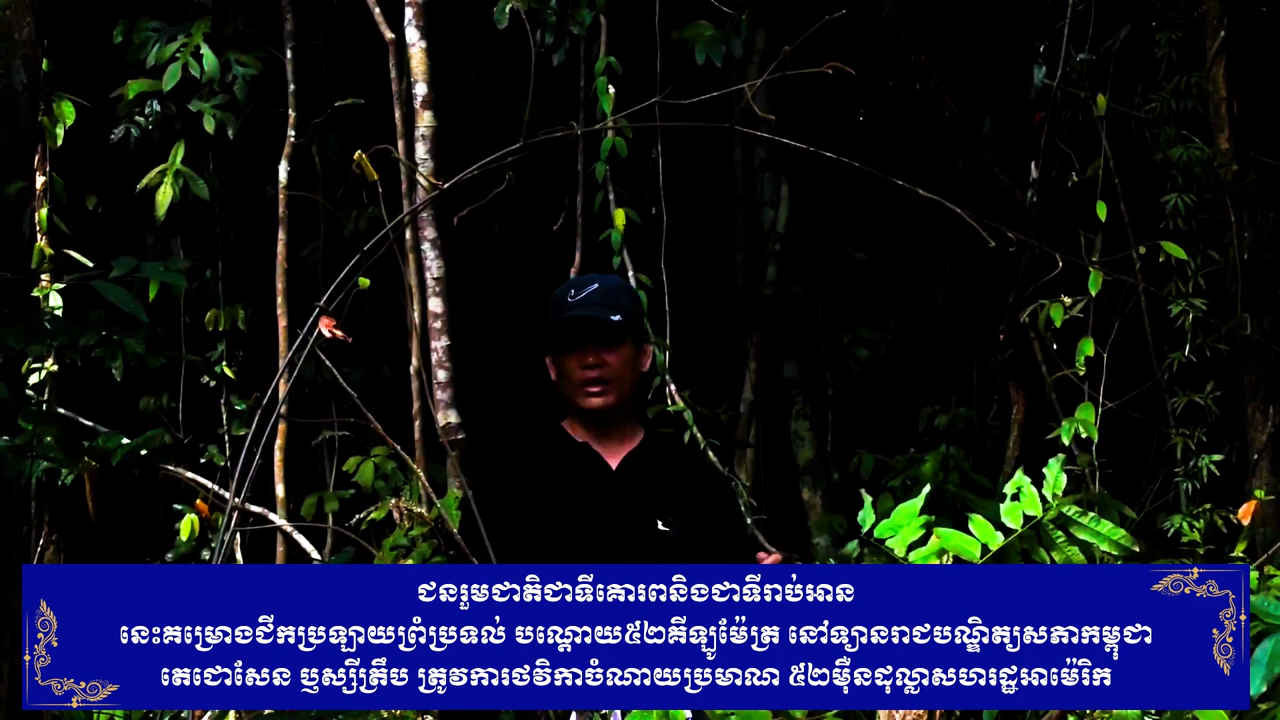 ជនរួមជាតិជាទីគោរពនិងជាទីរាប់អាន
នេះគម្រោងជីកប្រឡាយព្រំប្រទល់ បណ្ដោយ៥២គីឡូម៉ែត្រ នៅទ្យានរាជបណ្ឌិត្យសភាកម្ពុជា
តេជោសែន ឫស្សីត្រឹប ត្រូវការថវិកាចំណាយប្រមាណ ៥២ម៉ឺនដុល្លាសហរដ្ឋអាម៉េរិក